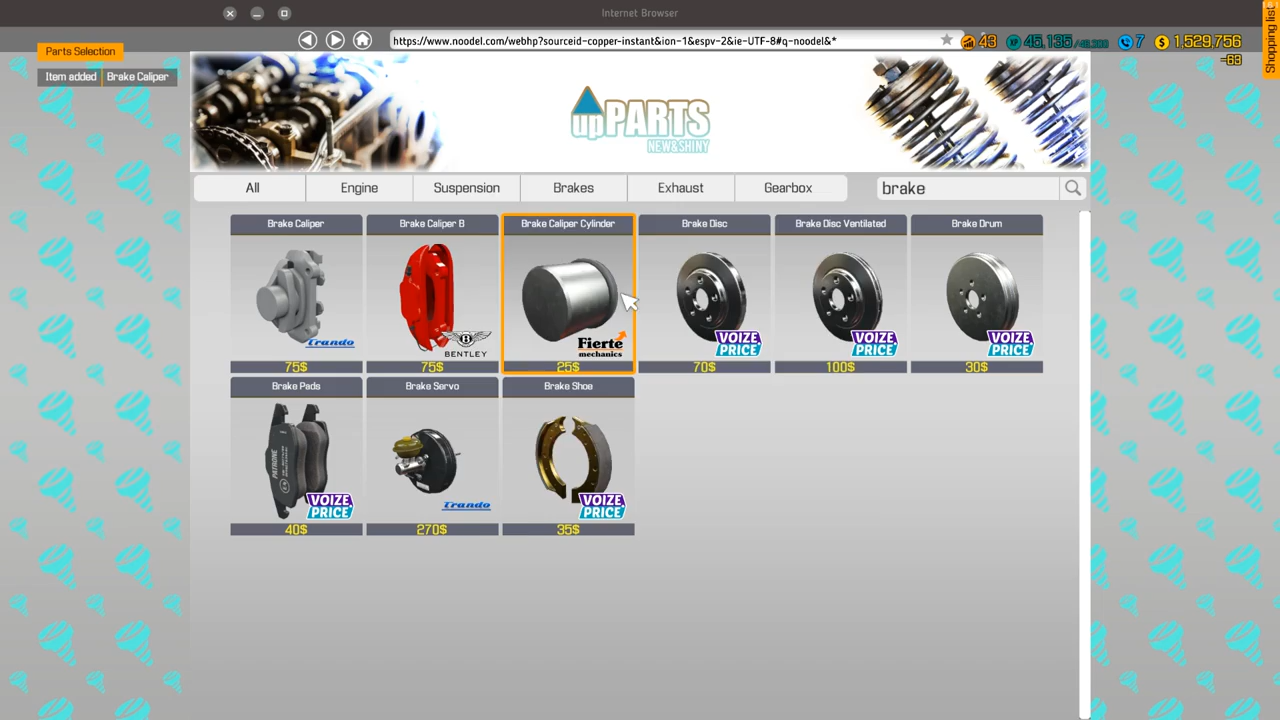 Internet Browser
Parts Selection
Item added Brake Caliper
https://www.noodel.com/webhp?sourceid-copper-instant&ion-1&espv-2&ie-UTF-8#q-noodel&*
43 45,135 7 $ 1,529,756
-63
Shopping list
upPARTS
NEW&SHINY
All Engine Suspension Brakes Exhaust Gearbox brake
Brake Caliper Brake Caliper B Brake Caliper Cylinder Brake Disc Brake Disc Ventilated Brake Drum
Trando BENTLEY Fierte mechanics VOIZE PRICE VOIZE PRICE VOIZE PRICE
75$ 75$ 25$ 70$ 100$ 30$
Brake Pads Brake Servo Brake Shoe
VOIZE PRICE Trando VOIZE PRICE
40$ 270$ 35$